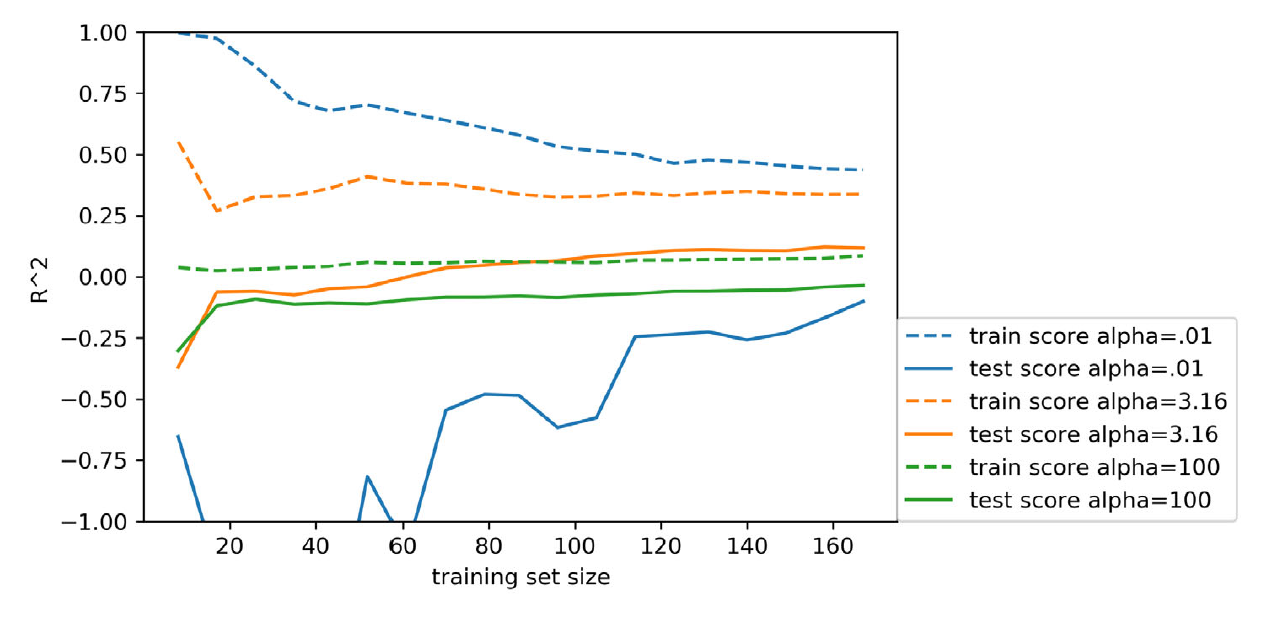 1.00
0.75
0.50
0.25
0.00
−0.25
−0.50
−0.75
−1.00
R^2
20 40 60 80 100 120 140 160
training set size
train score alpha=.01
test score alpha=.01
train score alpha=3.16
test score alpha=3.16
train score alpha=100
test score alpha=100